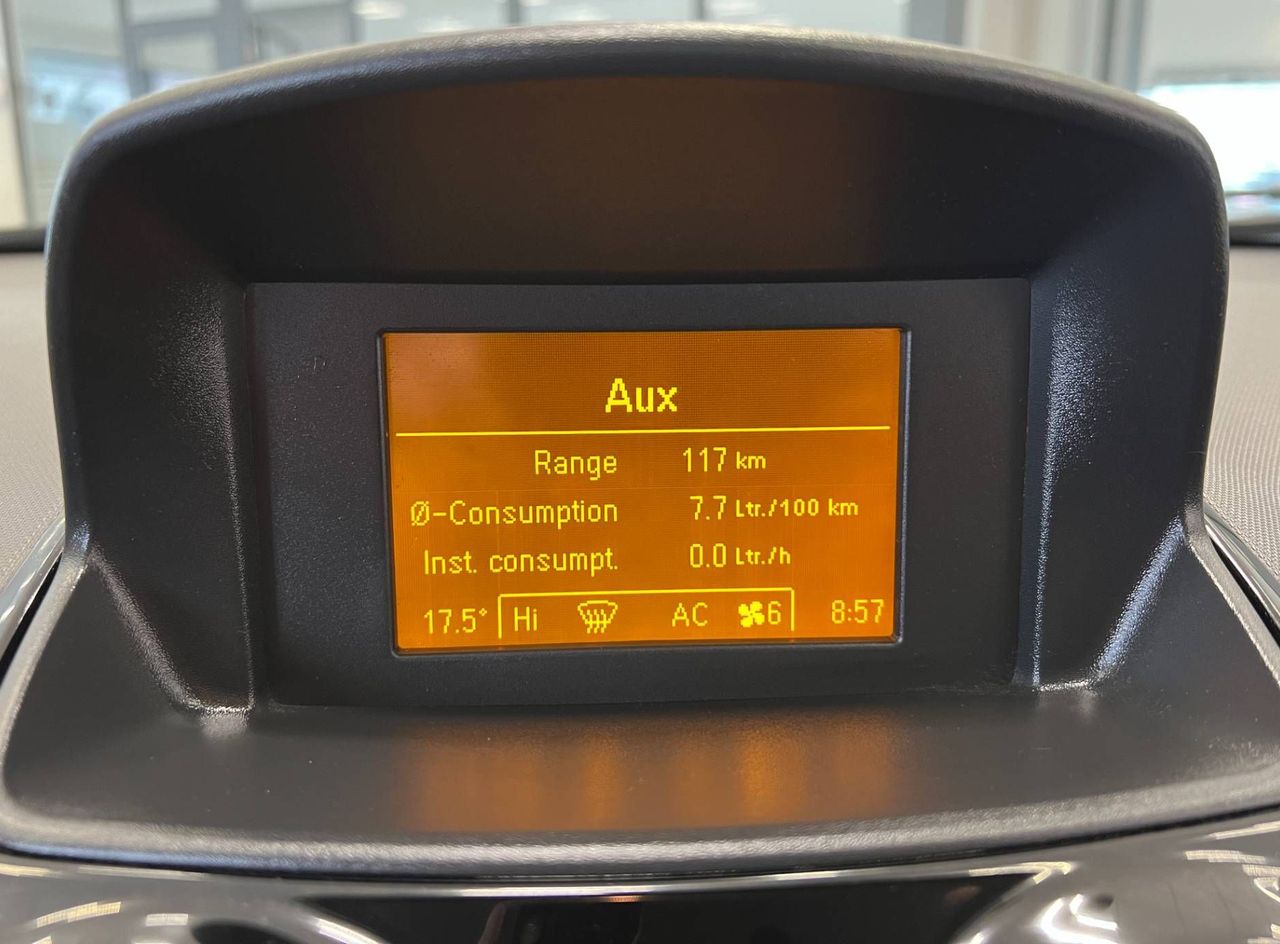 Aux
Range 117 km
Ø-Consumption 7.7 Ltr./100 km
Inst. consumpt. 0.0 Ltr./h
17.5° Hi AC 6 8:57